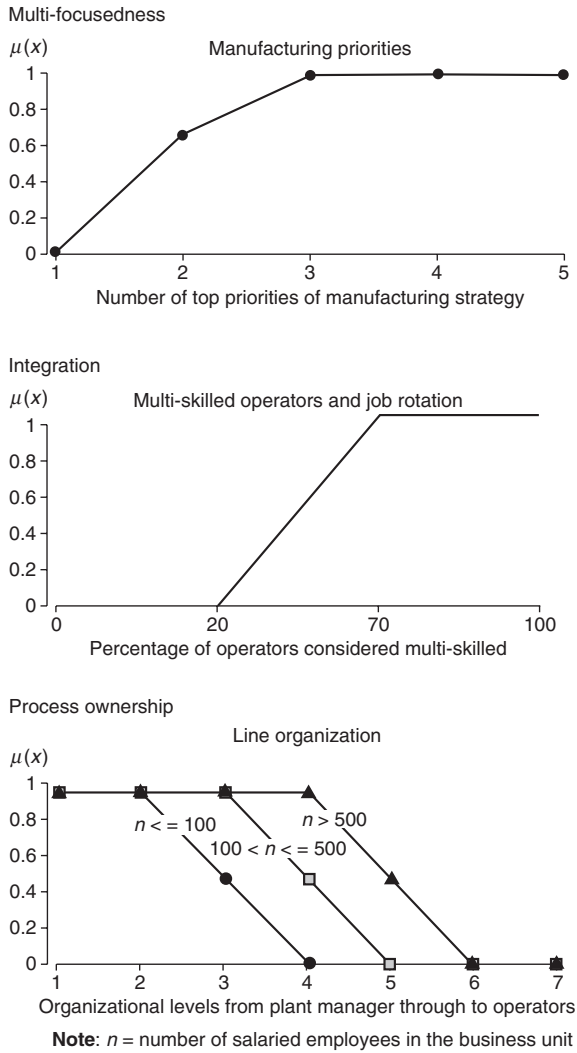 Multi-focusedness
μ(x)
Manufacturing priorities
1
0.8
0.6
0.4
0.2
0
1 2 3 4 5
Number of top priorities of manufacturing strategy
Integration
μ(x)
Multi-skilled operators and job rotation
1
0.8
0.6
0.4
0.2
0
0 20 70 100
Percentage of operators considered multi-skilled
Process ownership
Line organization
μ(x)
1
0.8
0.6
0.4
0.2
0
n < = 100
100 < n < = 500
n > 500
1 2 3 4 5 6 7
Organizational levels from plant manager through to operators
Note: n = number of salaried employees in the business unit